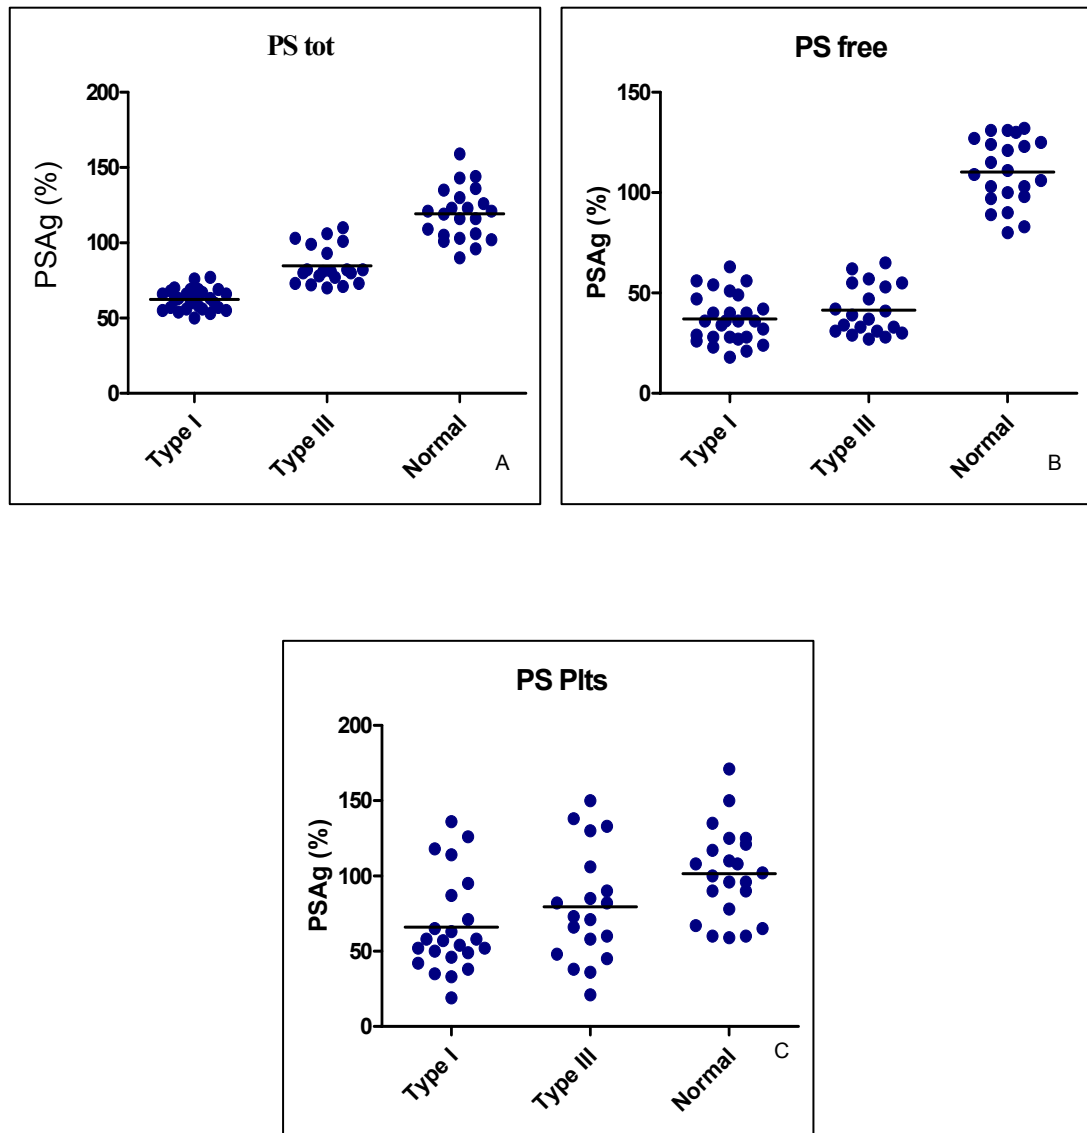 PS tot
200
150
100
50
0
PSAg (%)
Type I
Type III
Normal
A
PS free
150
100
50
0
PSAg (%)
Type I
Type III
Normal
B
PS Plts
200
150
100
50
0
PSAg (%)
Type I
Type III
Normal
C